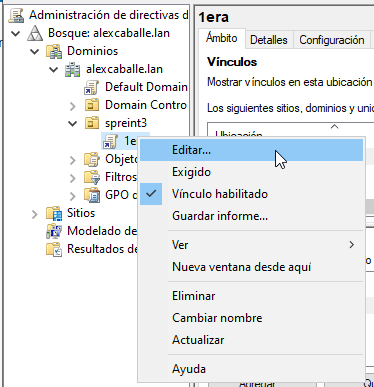 Administración de directivas d
Bosque: alexcaballe.lan
Dominios
alexcaballe.lan
Default Domain
Domain Contro
spreint3
1e
Objeto
Filtros
GPO
Sitios
Modelado de
Resultados de
1era
Ámbito
Detalles
Configuración
Vínculos
Mostrar vínculos en esta ubicación
Los siguientes sitios, dominios y unid
Ubicación
Editar...
Exigido
Vínculo habilitado
Guardar informe...
Ver
Nueva ventana desde aquí
Eliminar
Cambiar nombre
Actualizar
Ayuda